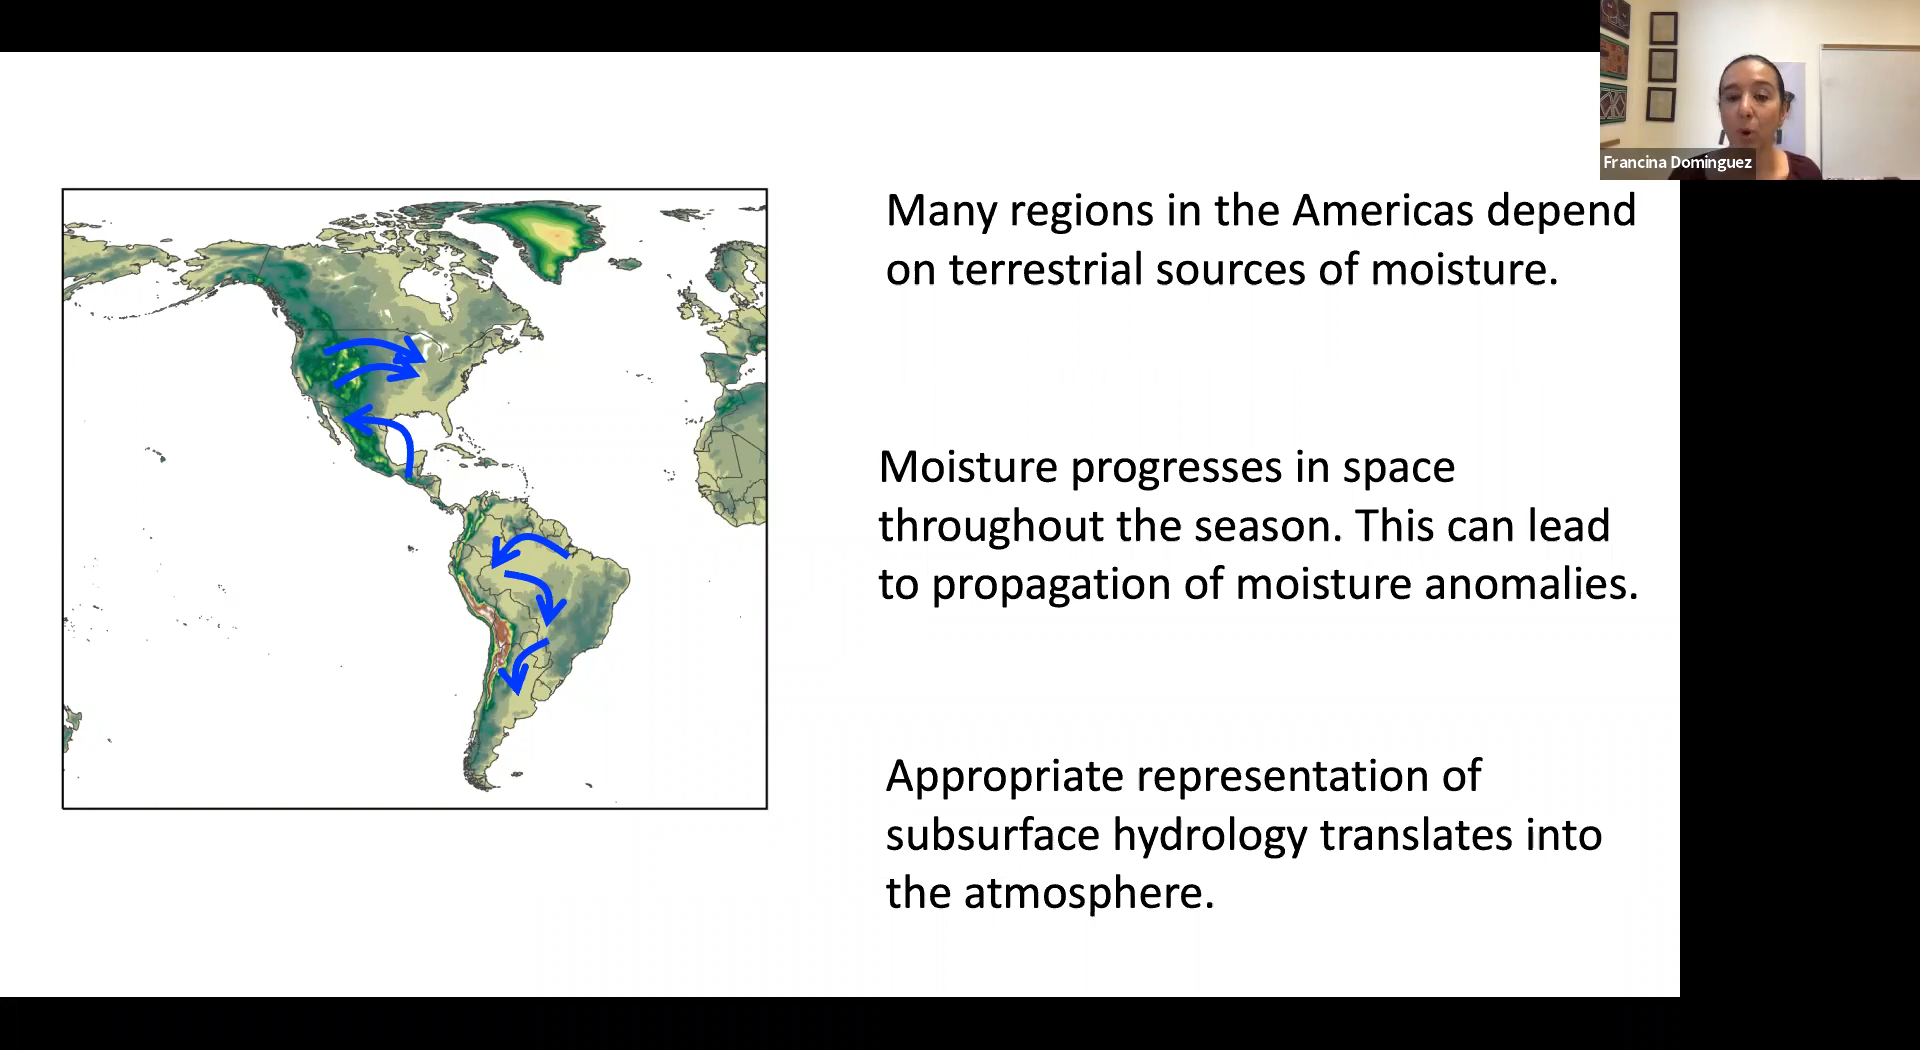 Francina Dominguez
Many regions in the Americas depend
on terrestrial sources of moisture.
Moisture progresses in space
throughout the season. This can lead
to propagation of moisture anomalies.
Appropriate representation of
subsurface hydrology translates into
the atmosphere.